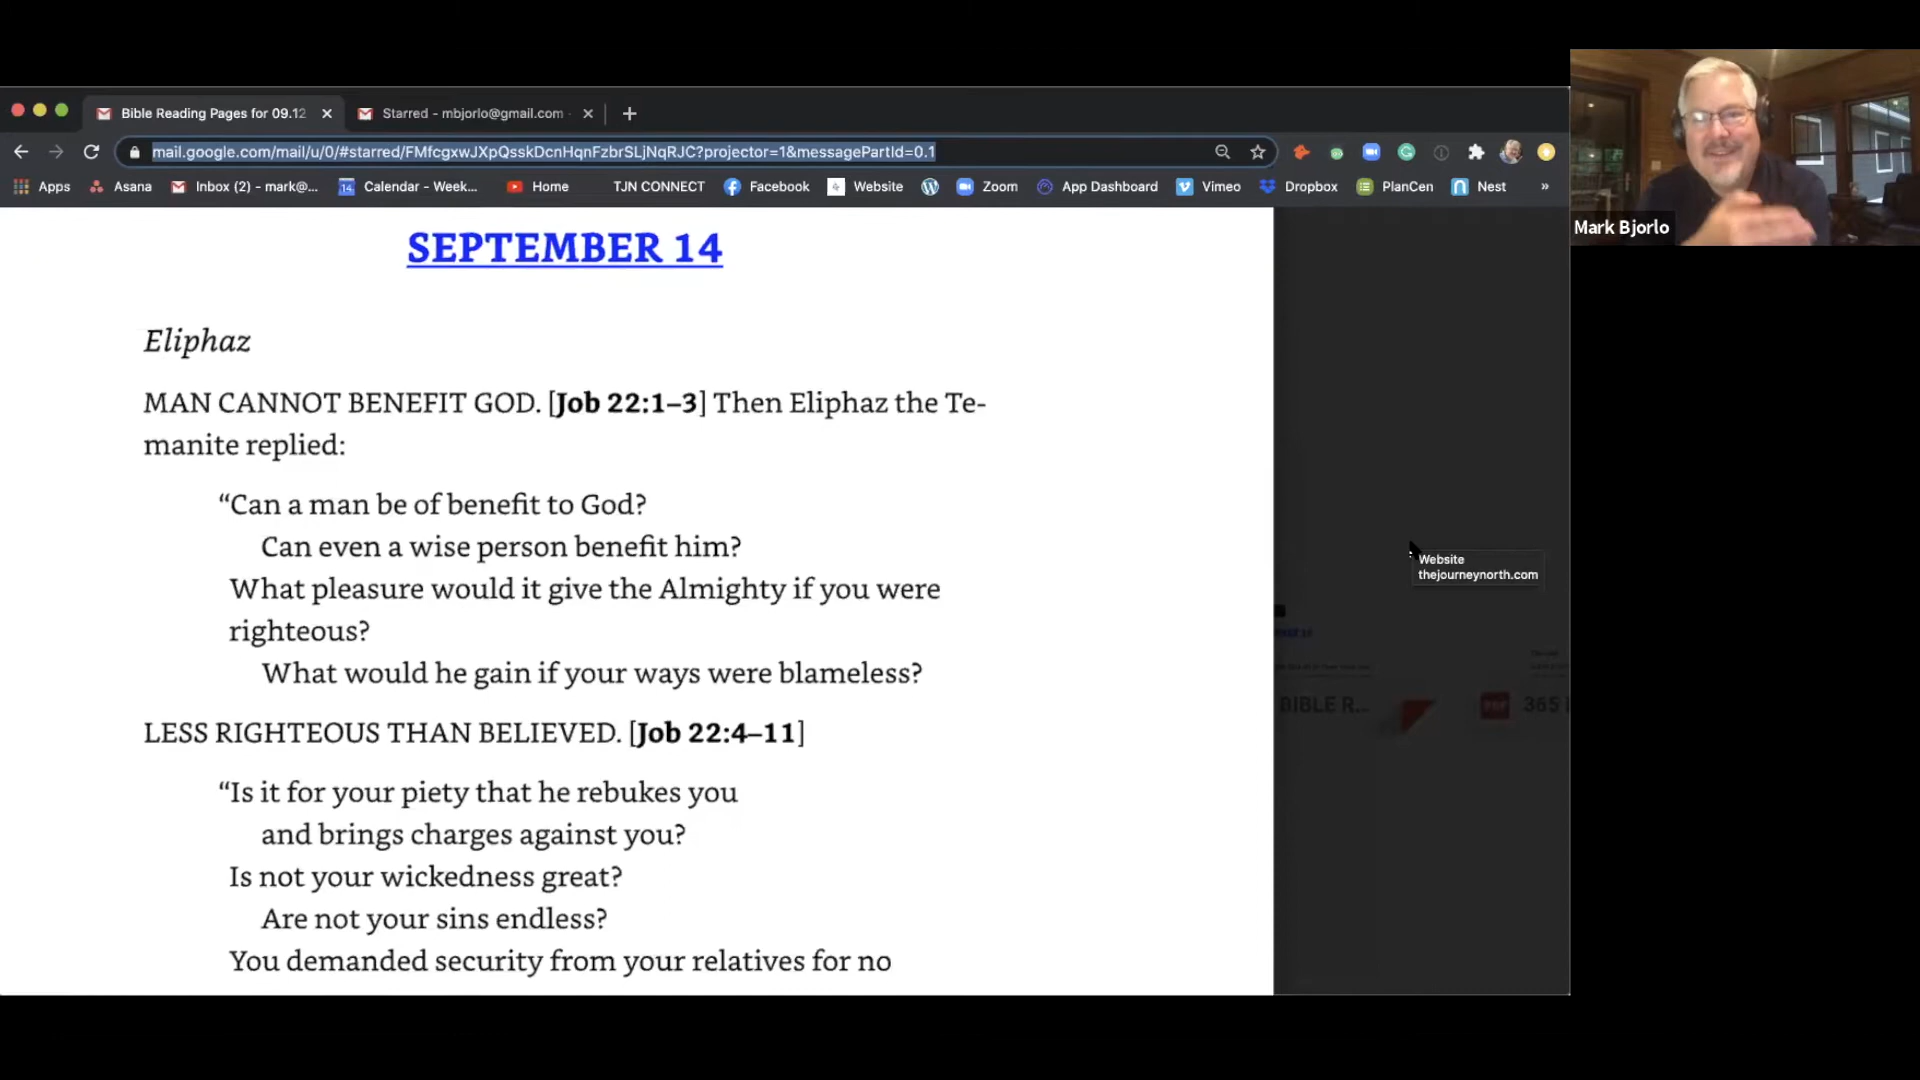 Bible Reading Pages for 09.12
Starred - mbjorlo@gmail.com -
mail.google.com/mail/u/0/#starred/FMfcgxwJXpQsskDcnHqnFzbrSLjNqRJC?projector=1&messagePartId=0.1
Apps Asana Inbox (2) - mark@... 14 Calendar - Week... Home TJN CONNECT Facebook Website Zoom App Dashboard Vimeo Dropbox PlanCen Nest »
Mark Bjorlo
SEPTEMBER 14
Eliphaz
MAN CANNOT BENEFIT GOD. [Job 22:1–3] Then Eliphaz the Te-
manite replied:
“Can a man be of benefit to God?
Can even a wise person benefit him?
What pleasure would it give the Almighty if you were
righteous?
What would he gain if your ways were blameless?
LESS RIGHTEOUS THAN BELIEVED. [Job 22:4–11]
“Is it for your piety that he rebukes you
and brings charges against you?
Is not your wickedness great?
Are not your sins endless?
You demanded security from your relatives for no
Website
thejourneynorth.com
BIBLE R...
PDF
365